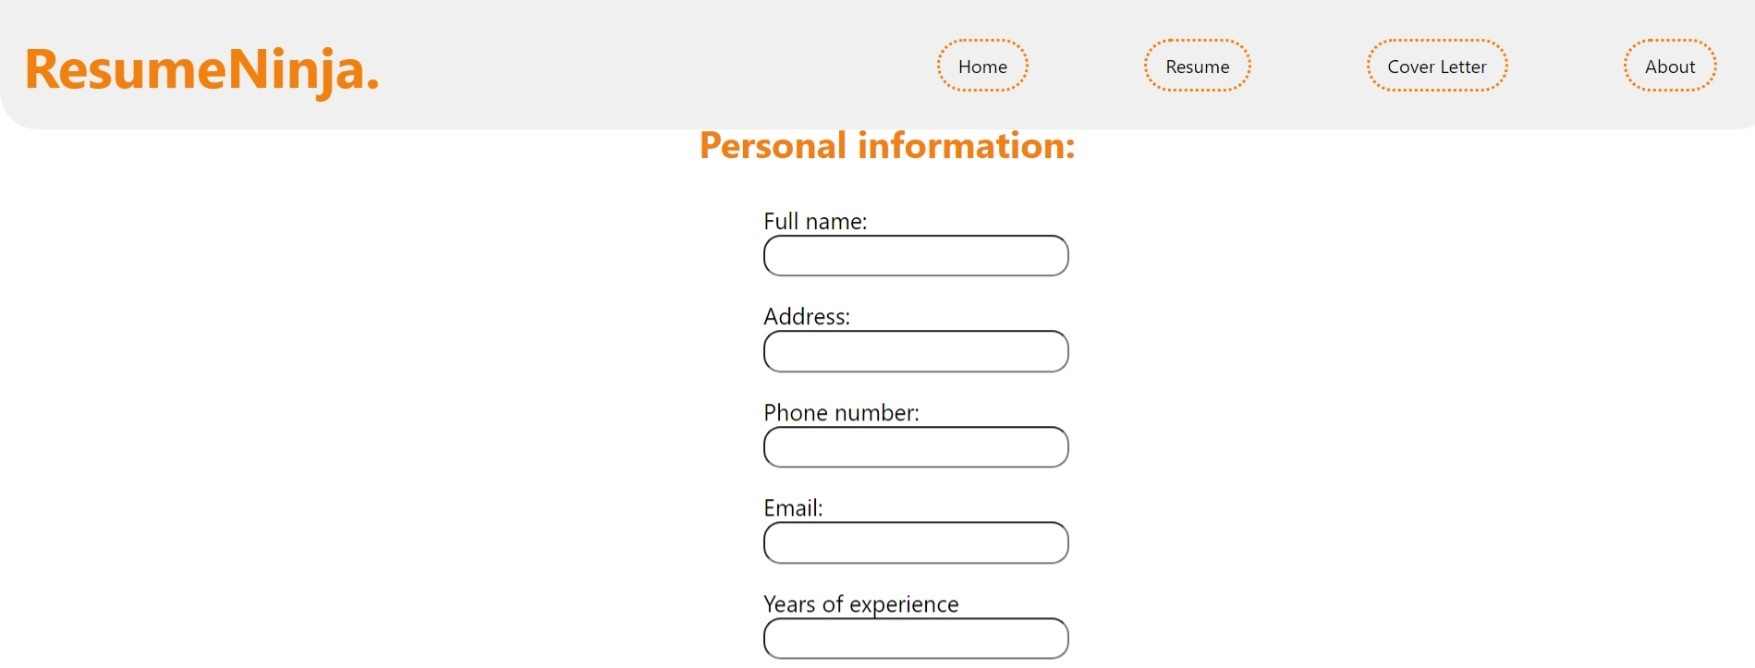 ResumeNinja.
Home Resume Cover Letter About
Personal information:
Full name:
Address:
Phone number:
Email:
Years of experience